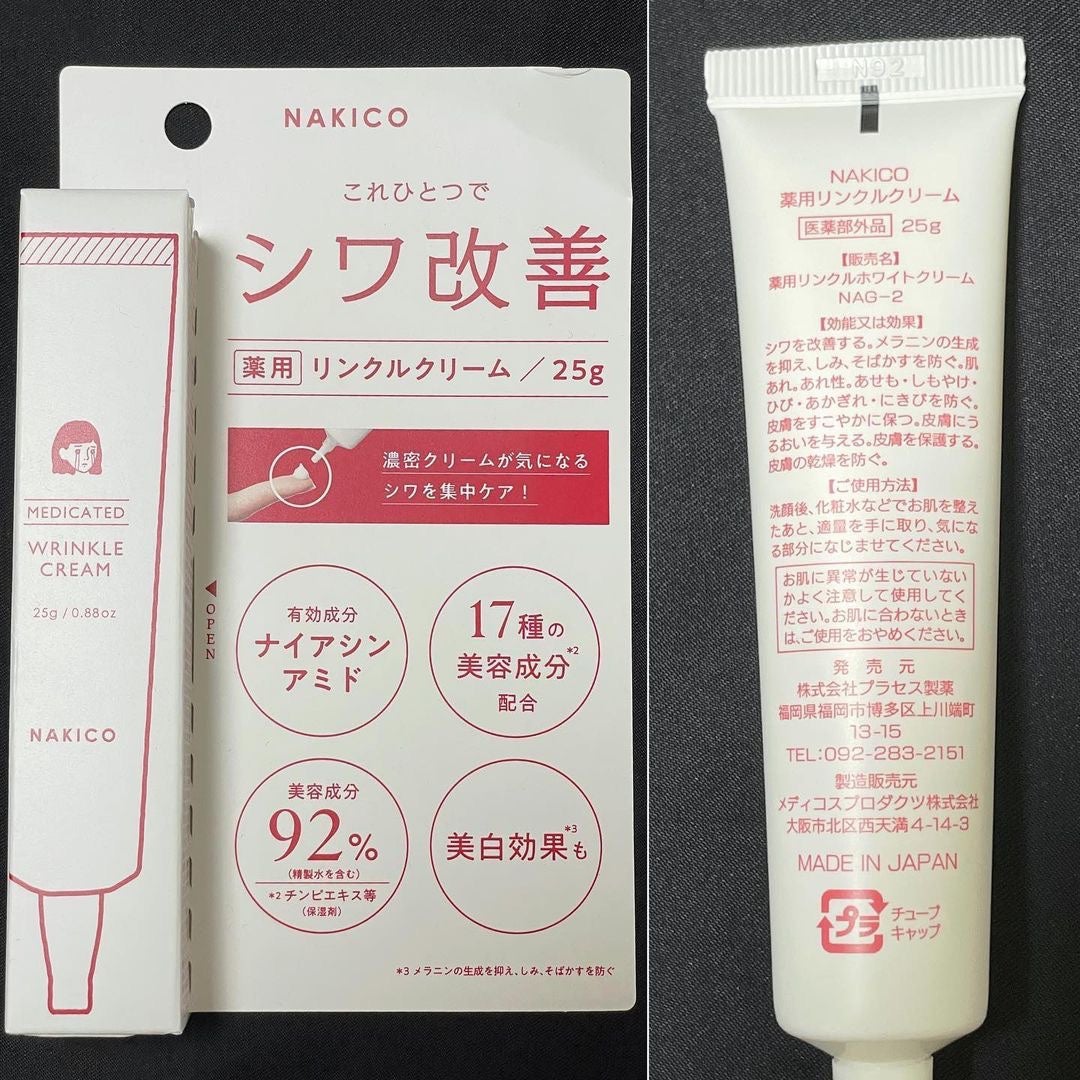 NAKICO
これひとつで
シワ改善
薬用 リンクルクリーム／25g
濃密クリームが気になる
シワを集中ケア！
有効成分
ナイアシン
アミド
17種の
美容成分*2
配合
美容成分
92%
(精製水を含む)
*2 チンピエキス等
(保湿剤)
美白効果*3も
*3 メラニンの生成を抑え、しみ、そばかすを防ぐ
OPEN
MEDICATED
WRINKLE
CREAM
25g / 0.88oz
NAKICO
N92
NAKICO
薬用リンクルクリーム
医薬部外品 25g
【販売名】
薬用リンクルホワイトクリーム
NAG-2
【効能又は効果】
シワを改善する。メラニンの生成
を抑え、しみ、そばかすを防ぐ。肌
あれ。あれ性。あせも・しもやけ・
ひび・あかぎれ・にきびを防ぐ。
皮膚をすこやかに保つ。皮膚にう
るおいを与える。皮膚を保護する。
皮膚の乾燥を防ぐ。
【ご使用方法】
洗顔後、化粧水などでお肌を整え
たあと、適量を手に取り、気にな
る部分になじませてください。
お肌に異常が生じていない
かよく注意して使用してく
ださい。お肌に合わないとき
は、ご使用をおやめください。
発売元
株式会社プラセス製薬
福岡県福岡市博多区上川端町
13-15
TEL:092-283-2151
製造販売元
メディコスプロダクツ株式会社
大阪市北区西天満4-14-3
MADE IN JAPAN
プラ
チューブ
キャップ